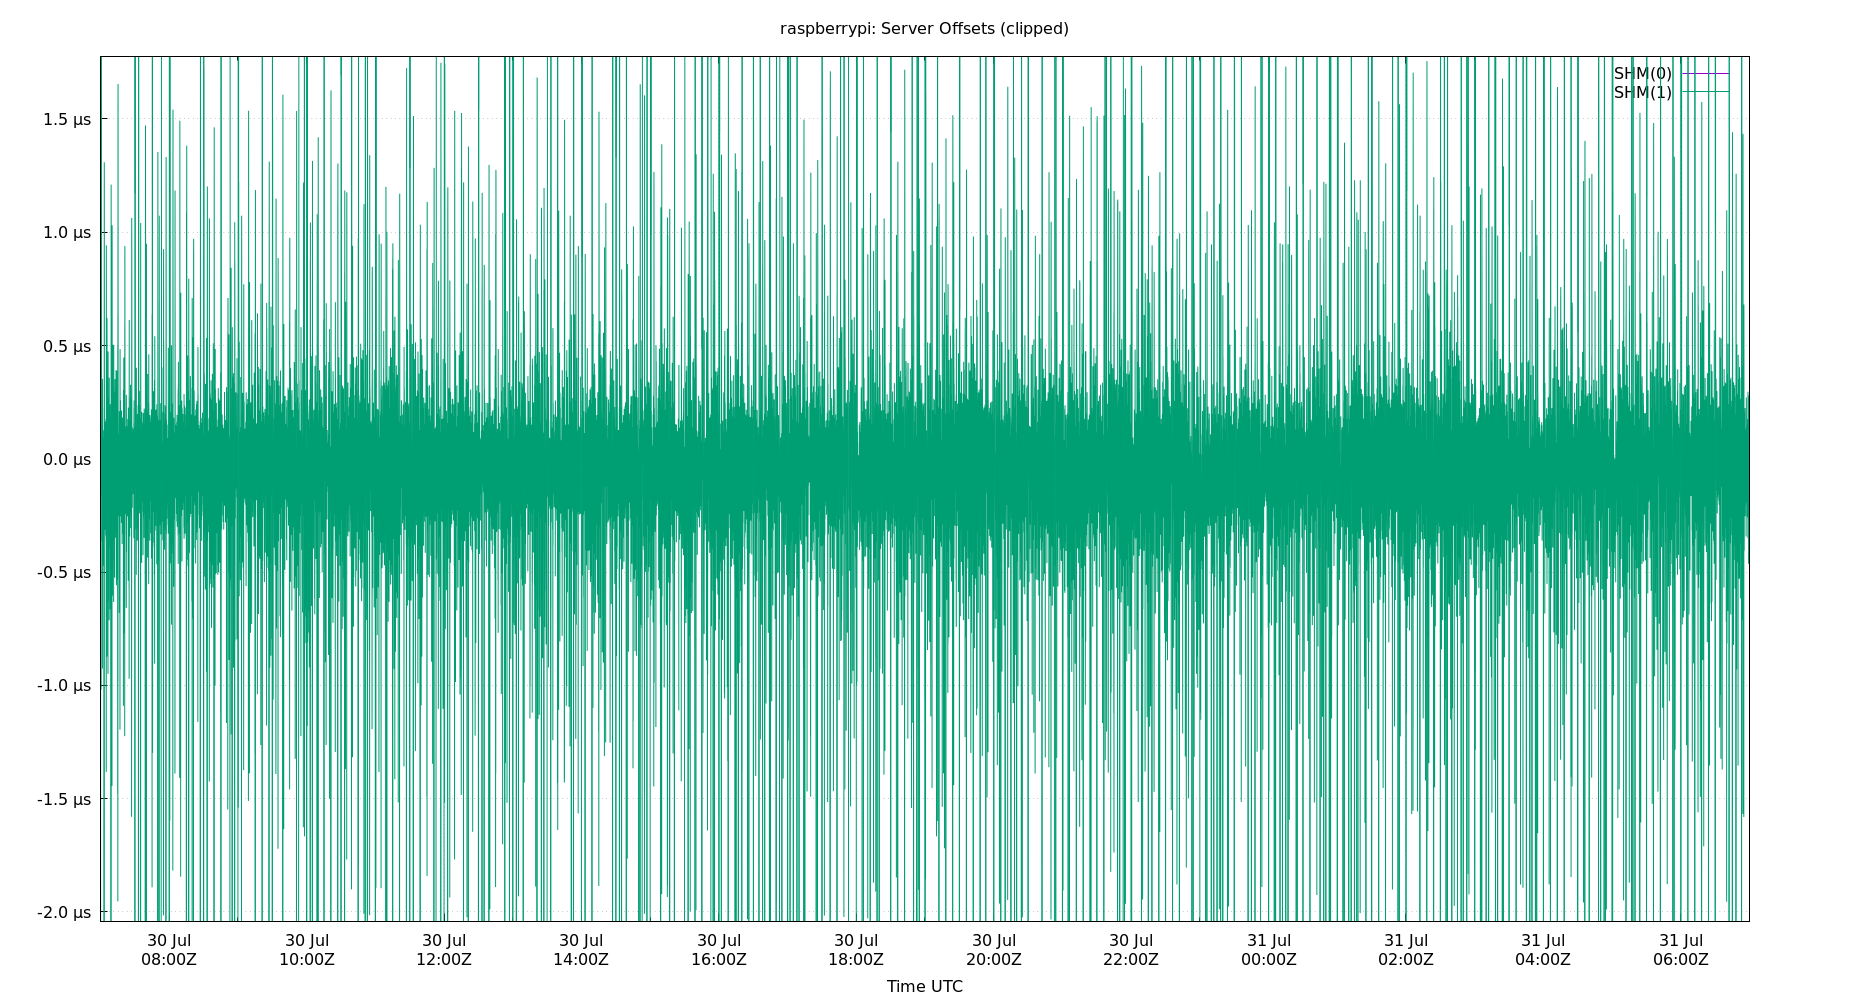 raspberrypi: Server Offsets (clipped)
SHM(0)
SHM(1)
1.5 µs
1.0 µs
0.5 µs
0.0 µs
-0.5 µs
-1.0 µs
-1.5 µs
-2.0 µs
30 Jul 30 Jul 30 Jul 30 Jul 30 Jul 30 Jul 30 Jul 30 Jul 31 Jul 31 Jul 31 Jul 31 Jul
08:00Z 10:00Z 12:00Z 14:00Z 16:00Z 18:00Z 20:00Z 22:00Z 00:00Z 02:00Z 04:00Z 06:00Z
Time UTC